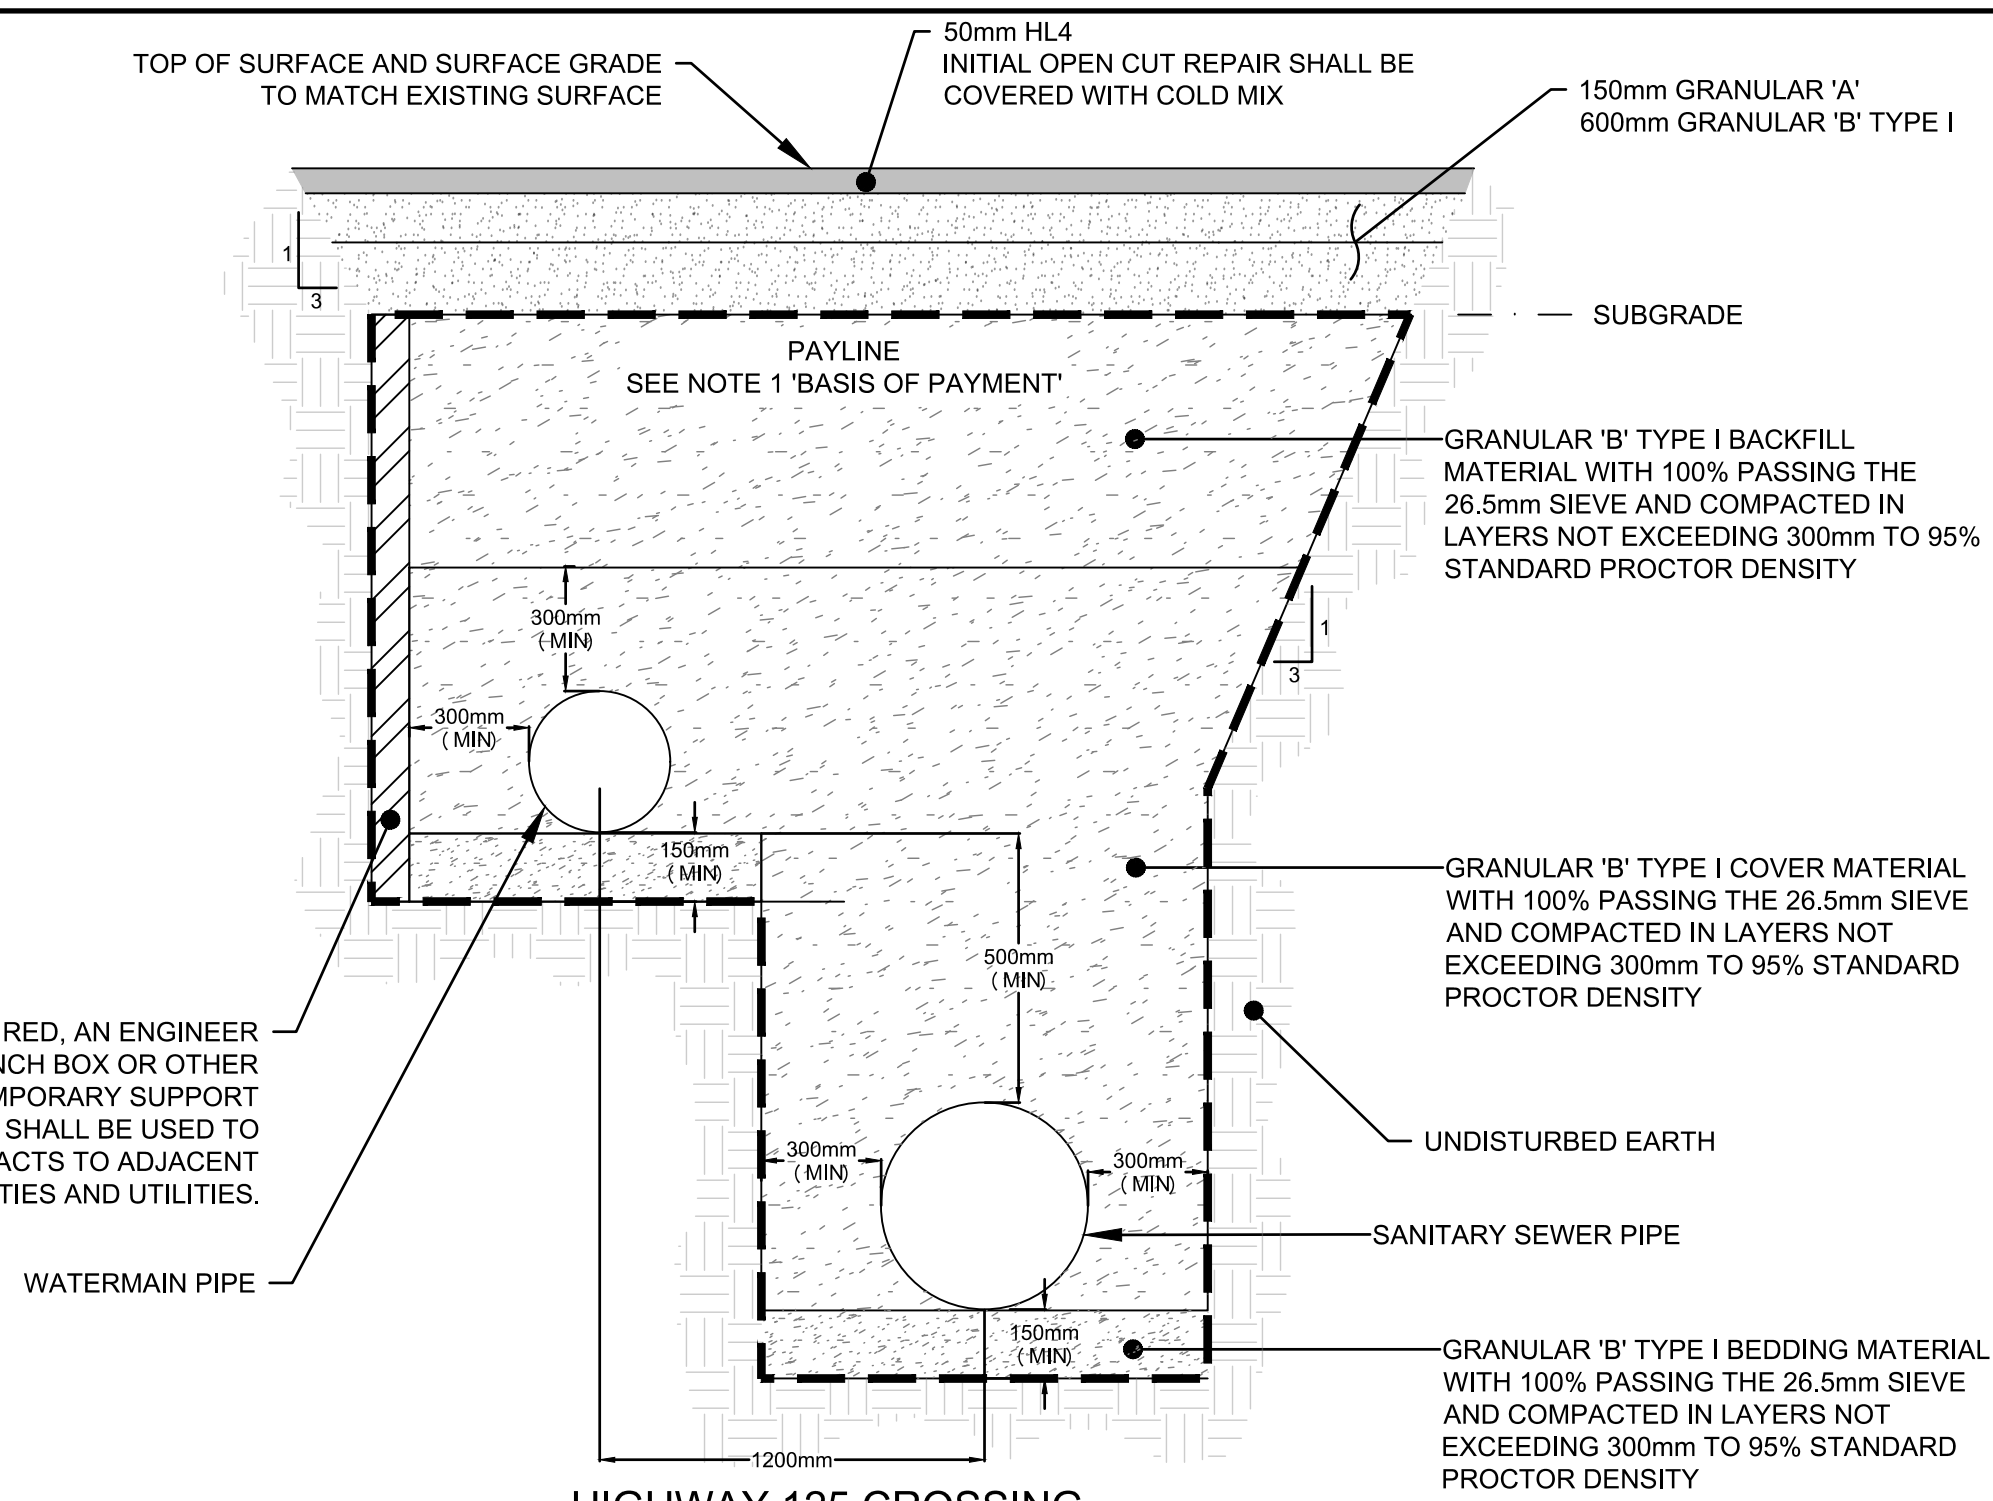 50mm HL4
INITIAL OPEN CUT REPAIR SHALL BE
COVERED WITH COLD MIX
TOP OF SURFACE AND SURFACE GRADE
TO MATCH EXISTING SURFACE
150mm GRANULAR 'A'
600mm GRANULAR 'B' TYPE I
1
3
SUBGRADE
PAYLINE
SEE NOTE 1 'BASIS OF PAYMENT'
GRANULAR 'B' TYPE I BACKFILL
MATERIAL WITH 100% PASSING THE
26.5mm SIEVE AND COMPACTED IN
LAYERS NOT EXCEEDING 300mm TO 95%
STANDARD PROCTOR DENSITY
300mm
( MIN)
1
3
300mm
( MIN)
150mm
( MIN)
GRANULAR 'B' TYPE I COVER MATERIAL
WITH 100% PASSING THE 26.5mm SIEVE
AND COMPACTED IN LAYERS NOT
EXCEEDING 300mm TO 95% STANDARD
PROCTOR DENSITY
500mm
( MIN)
RED, AN ENGINEER
NCH BOX OR OTHER
MPORARY SUPPORT
SHALL BE USED TO
ACTS TO ADJACENT
TIES AND UTILITIES.
300mm
( MIN)
300mm
( MIN)
UNDISTURBED EARTH
SANITARY SEWER PIPE
WATERMAIN PIPE
150mm
( MIN)
GRANULAR 'B' TYPE I BEDDING MATERIAL
WITH 100% PASSING THE 26.5mm SIEVE
AND COMPACTED IN LAYERS NOT
EXCEEDING 300mm TO 95% STANDARD
PROCTOR DENSITY
1200mm
HIGHWAY 125 CROSSING